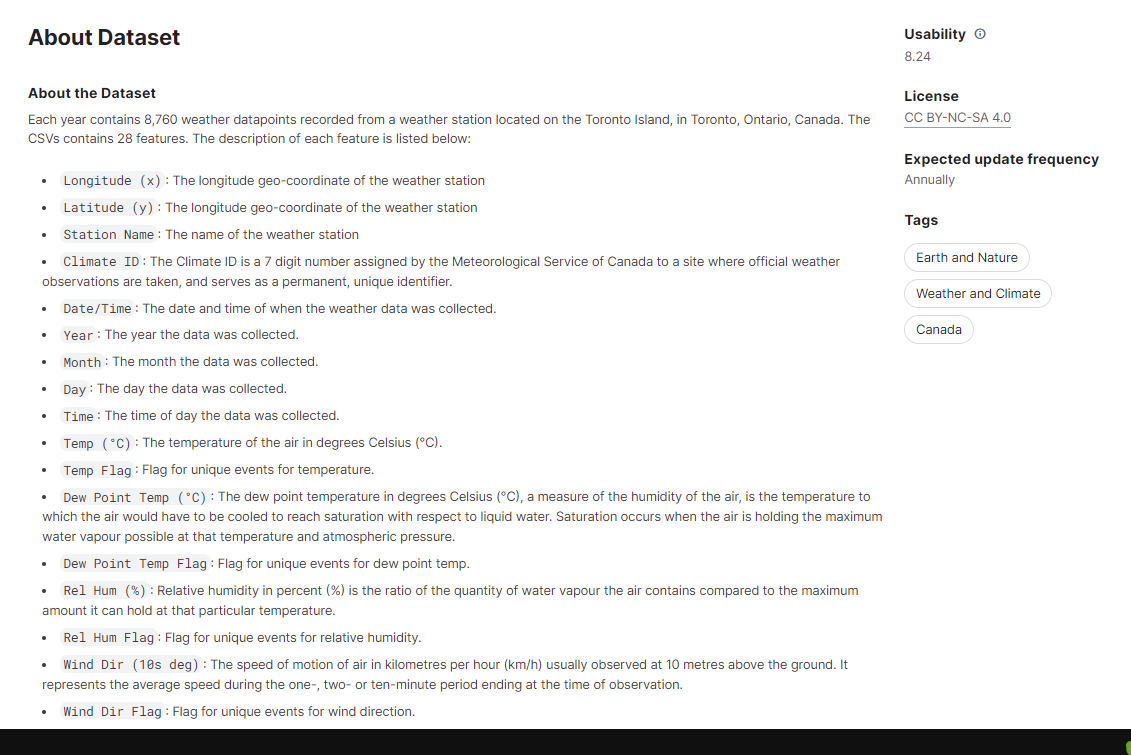 About Dataset
About the Dataset
Each year contains 8,760 weather datapoints recorded from a weather station located on the Toronto Island, in Toronto, Ontario, Canada. The
CSVs contains 28 features. The description of each feature is listed below:
• Longitude (x) : The longitude geo-coordinate of the weather station
• Latitude (y) : The longitude geo-coordinate of the weather station
• Station Name : The name of the weather station
• Climate ID : The Climate ID is a 7 digit number assigned by the Meteorological Service of Canada to a site where official weather
observations are taken, and serves as a permanent, unique identifier.
• Date/Time : The date and time of when the weather data was collected.
• Year : The year the data was collected.
• Month : The month the data was collected.
• Day : The day the data was collected.
• Time : The time of day the data was collected.
• Temp (°C) : The temperature of the air in degrees Celsius (°C).
• Temp Flag : Flag for unique events for temperature.
• Dew Point Temp (°C) : The dew point temperature in degrees Celsius (°C), a measure of the humidity of the air, is the temperature to
which the air would have to be cooled to reach saturation with respect to liquid water. Saturation occurs when the air is holding the maximum
water vapour possible at that temperature and atmospheric pressure.
• Dew Point Temp Flag : Flag for unique events for dew point temp.
• Rel Hum (%) : Relative humidity in percent (%) is the ratio of the quantity of water vapour the air contains compared to the maximum
amount it can hold at that particular temperature.
• Rel Hum Flag : Flag for unique events for relative humidity.
• Wind Dir (10s deg) : The speed of motion of air in kilometres per hour (km/h) usually observed at 10 metres above the ground. It
represents the average speed during the one-, two- or ten-minute period ending at the time of observation.
• Wind Dir Flag : Flag for unique events for wind direction.
Usability
8.24
License
CC BY-NC-SA 4.0
Expected update frequency
Annually
Tags
Earth and Nature
Weather and Climate
Canada